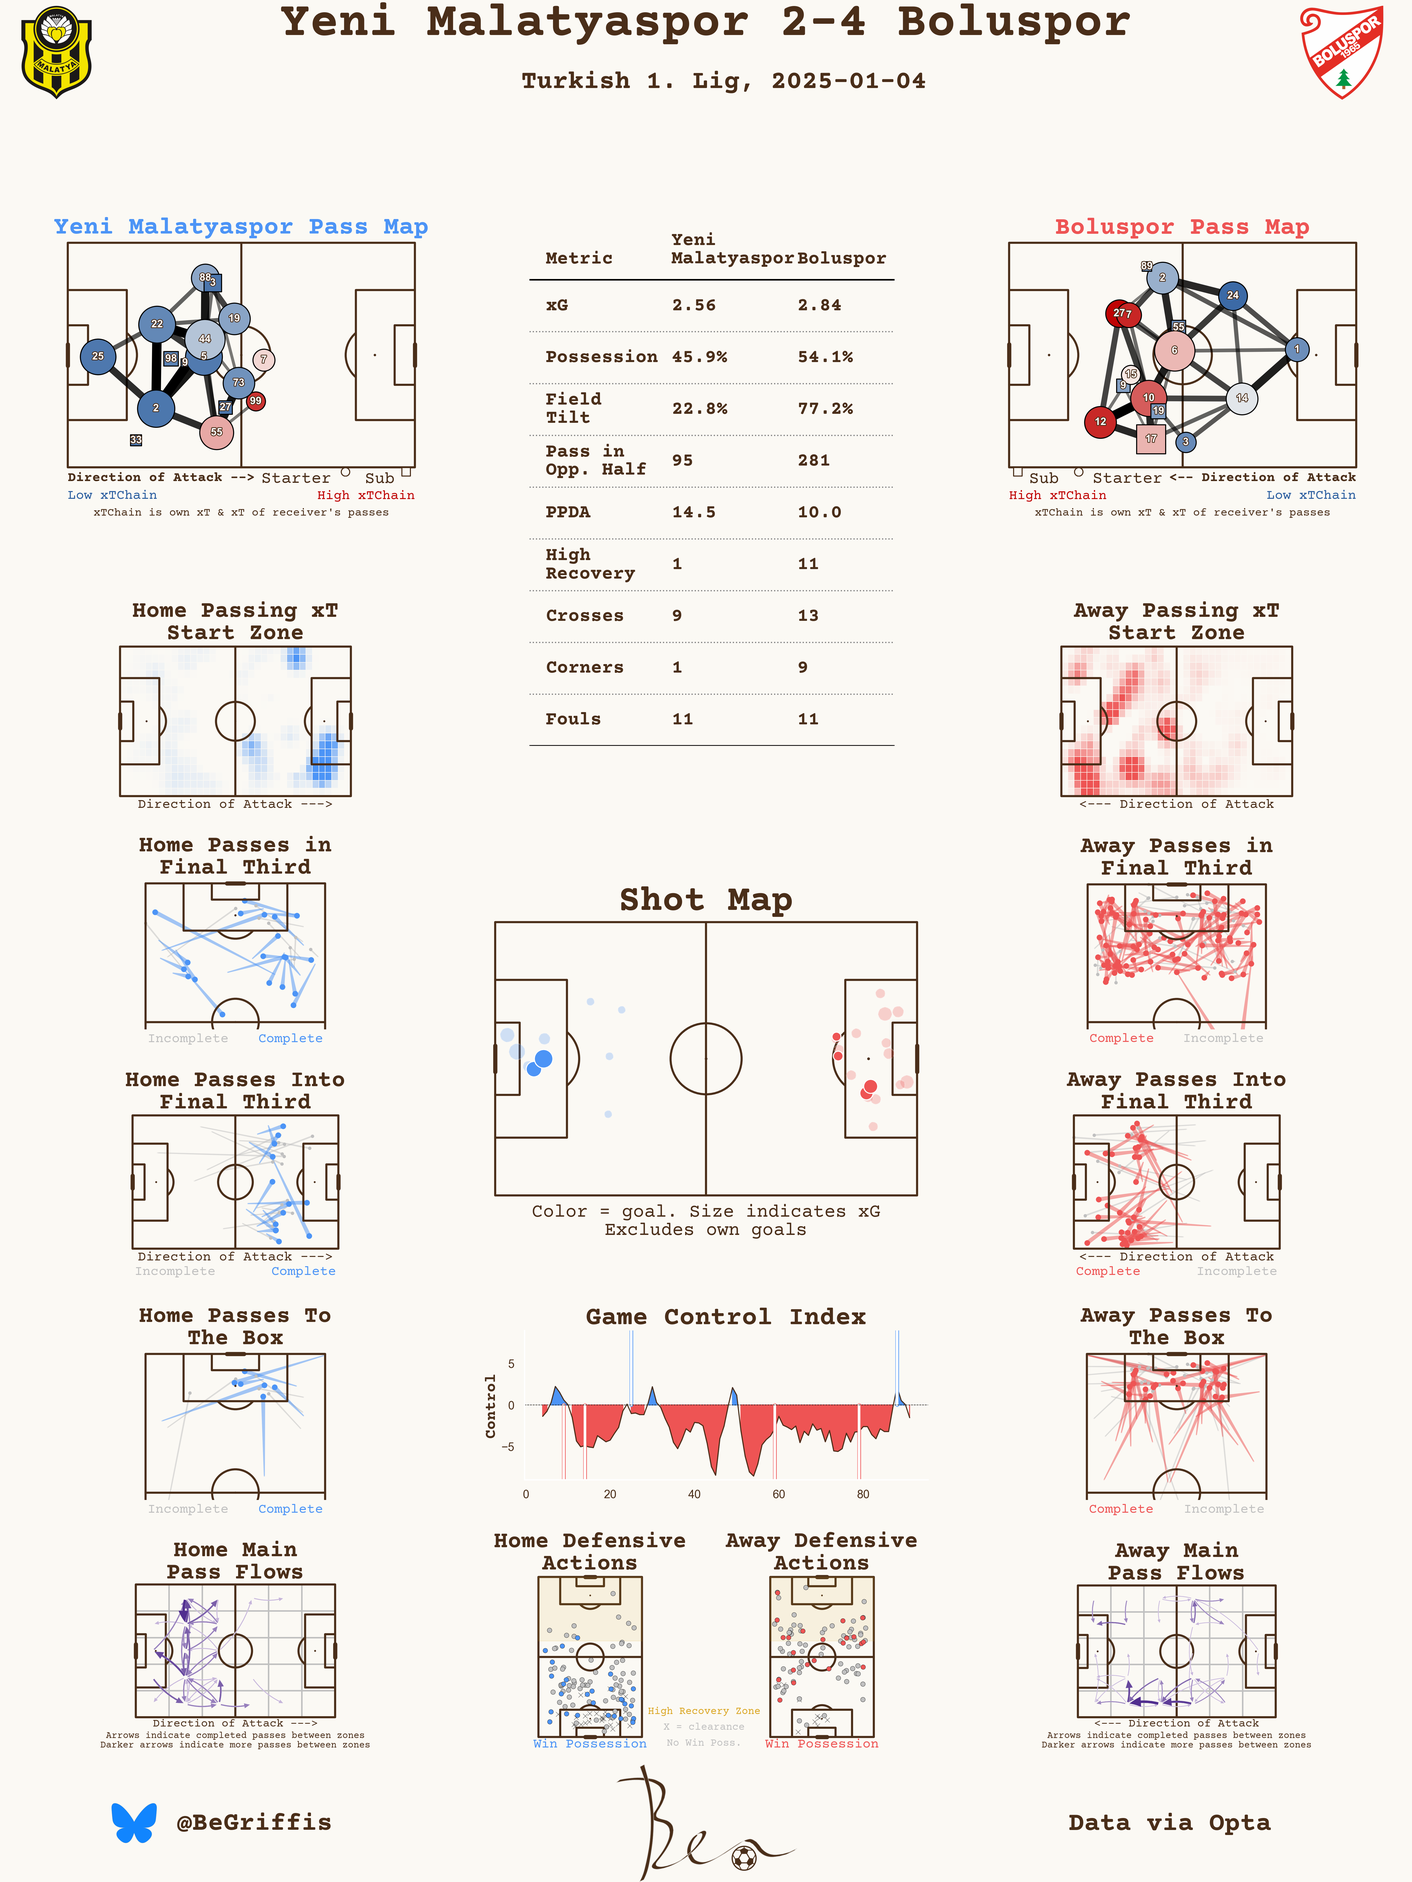 Yeni Malatyaspor 2-4 Boluspor
Turkish 1. Lig, 2025-01-04
MALATYA
BOLUSPOR
1965
Yeni Malatyaspor Pass Map
88
3
22
19
44
25
98
9
5
7
73
2
27
99
55
33
Direction of Attack --> Starter Sub
Low xTChain High xTChain
xTChain is own xT & xT of receiver's passes
Metric Yeni Malatyaspor Boluspor
xG 2.56 2.84
Possession 45.9% 54.1%
Field Tilt 22.8% 77.2%
Pass in Opp. Half 95 281
PPDA 14.5 10.0
High Recovery 1 11
Crosses 9 13
Corners 1 9
Fouls 11 11
Boluspor Pass Map
89
2
24
27
7
55
6
1
15
9
10
14
19
12
17
3
Sub Starter <-- Direction of Attack
High xTChain Low xTChain
xTChain is own xT & xT of receiver's passes
Home Passing xT
Start Zone
Direction of Attack --->
Away Passing xT
Start Zone
<--- Direction of Attack
Home Passes in
Final Third
Incomplete Complete
Shot Map
Color = goal. Size indicates xG
Excludes own goals
Away Passes in
Final Third
Complete Incomplete
Home Passes Into
Final Third
Direction of Attack --->
Incomplete Complete
Away Passes Into
Final Third
<--- Direction of Attack
Complete Incomplete
Home Passes To
The Box
Incomplete Complete
Game Control Index
Control
5
0
−5
0 20 40 60 80
Away Passes To
The Box
Complete Incomplete
Home Main
Pass Flows
Direction of Attack --->
Arrows indicate completed passes between zones
Darker arrows indicate more passes between zones
Home Defensive
Actions
Win Possession
Away Defensive
Actions
Win Possession
High Recovery Zone
X = clearance
No Win Poss.
Away Main
Pass Flows
<--- Direction of Attack
Arrows indicate completed passes between zones
Darker arrows indicate more passes between zones
@BeGriffis
Ben
Data via Opta